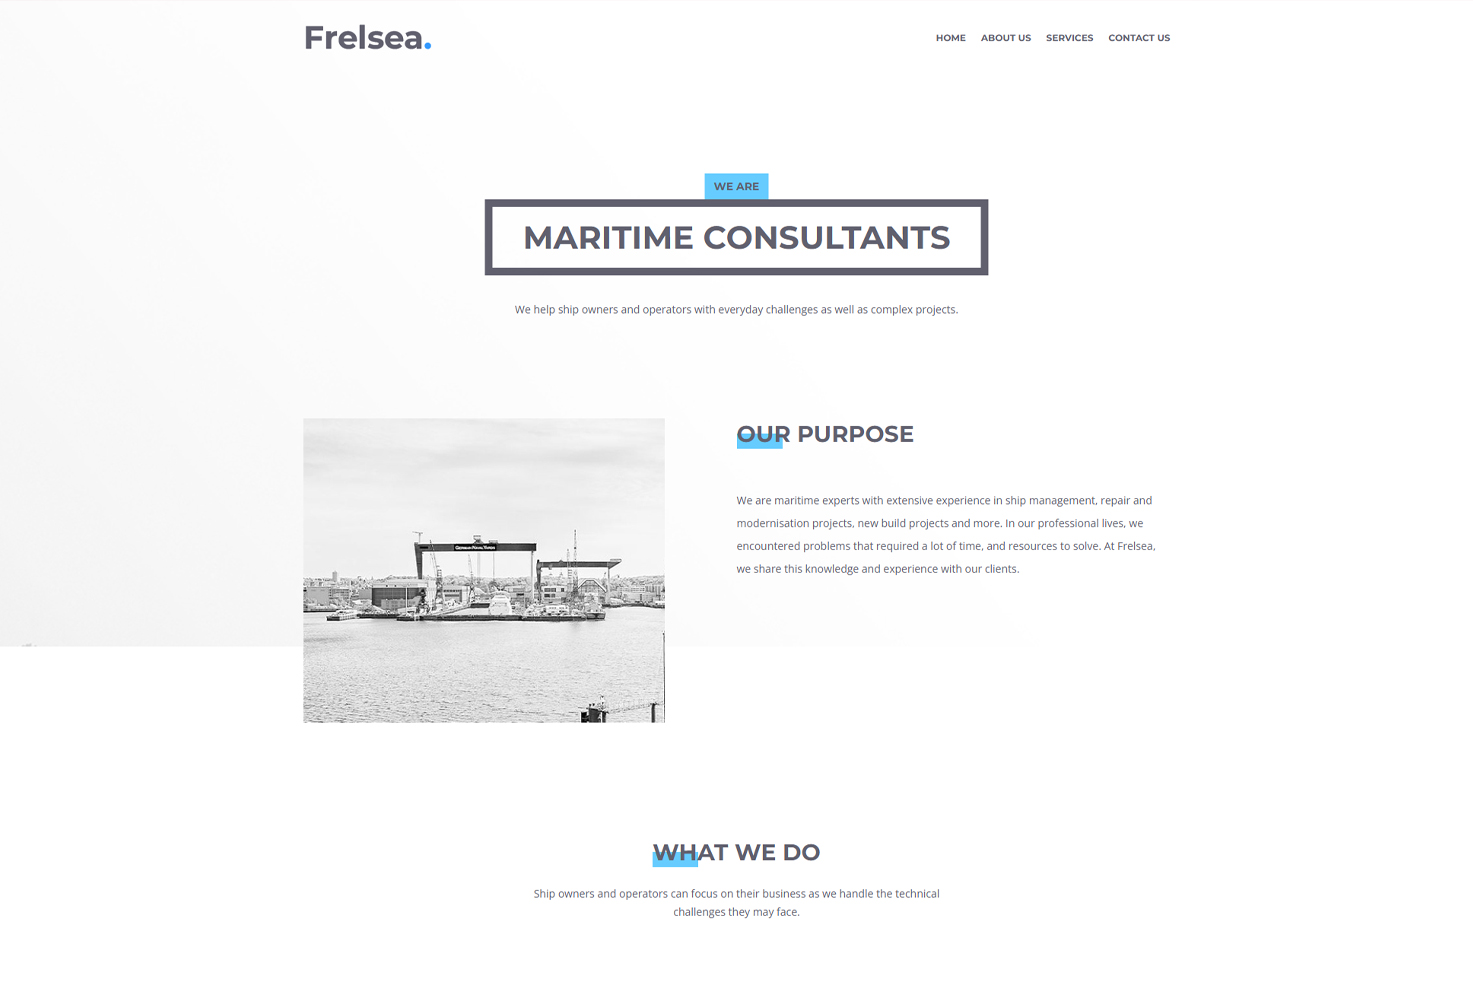 Frelsea.
HOME ABOUT US SERVICES CONTACT US
WE ARE
MARITIME CONSULTANTS
We help ship owners and operators with everyday challenges as well as complex projects.
OUR PURPOSE
We are maritime experts with extensive experience in ship management, repair and
modernisation projects, new build projects and more. In our professional lives, we
encountered problems that required a lot of time, and resources to solve. At Frelsea,
we share this knowledge and experience with our clients.
WHAT WE DO
Ship owners and operators can focus on their business as we handle the technical
challenges they may face.